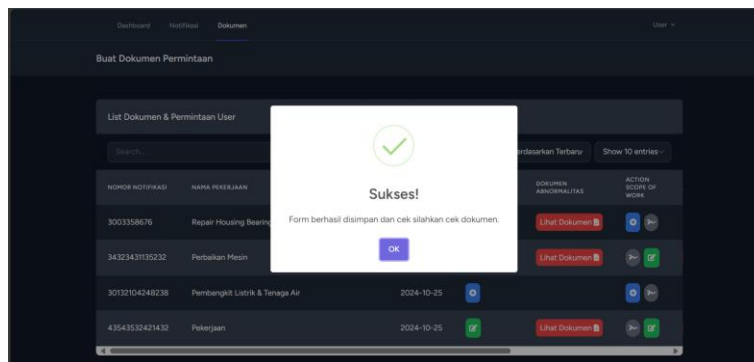 Dashboard Notifikasi Dokumen User
Buat Dokumen Permintaan
List Dokumen & Permintaan User
Search... erdasarkan Terbaru Show 10 entries
NOMOR NOTIFIKASI NAMA PEKERJAAN DOKUMEN ABNORMALITAS ACTION SCOPE OF WORK
3003358676 Repair Housing Bearing Lihat Dokumen
34323431135232 Perbaikan Mesin Lihat Dokumen
30132104248238 Pembangkit Listrik & Tenaga Air 2024-10-25
43543532421432 Pekerjaan 2024-10-25 Lihat Dokumen
Sukses!
Form berhasil disimpan dan cek silahkan cek dokumen.
OK